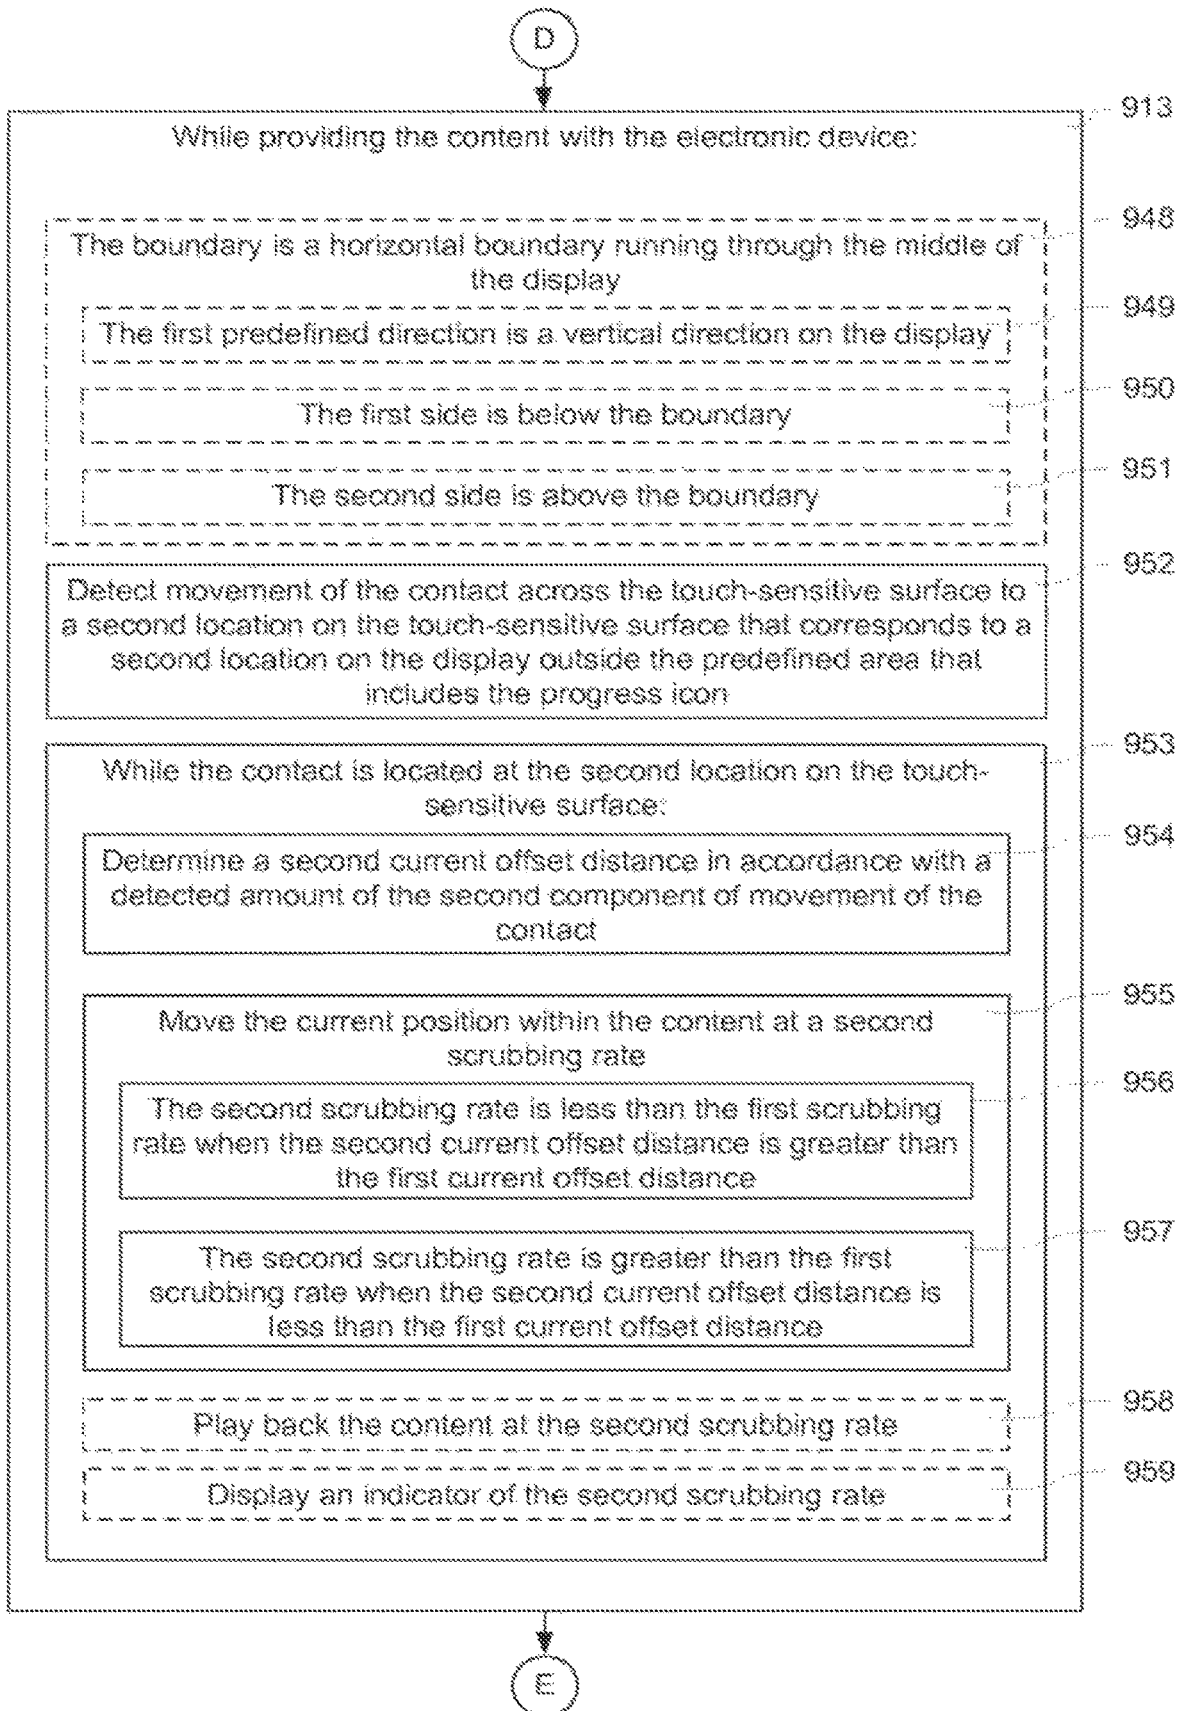 D
913
While providing the content with the electronic device:
948
The boundary is a horizontal boundary running through the middle of
the display
949
The first predefined direction is a vertical direction on the display
950
The first side is below the boundary
951
The second side is above the boundary
952
Detect movement of the contact across the touch-sensitive surface to
a second location on the touch-sensitive surface that corresponds to a
second location on the display outside the predefined area that
includes the progress icon
953
While the contact is located at the second location on the touch-
sensitive surface:
954
Determine a second current offset distance in accordance with a
detected amount of the second component of movement of the
contact
955
Move the current position within the content at a second
scrubbing rate
956
The second scrubbing rate is less than the first scrubbing
rate when the second current offset distance is greater than
the first current offset distance
957
The second scrubbing rate is greater than the first
scrubbing rate when the second current offset distance is
less than the first current offset distance
958
Play back the content at the second scrubbing rate
959
Display an indicator of the second scrubbing rate
E